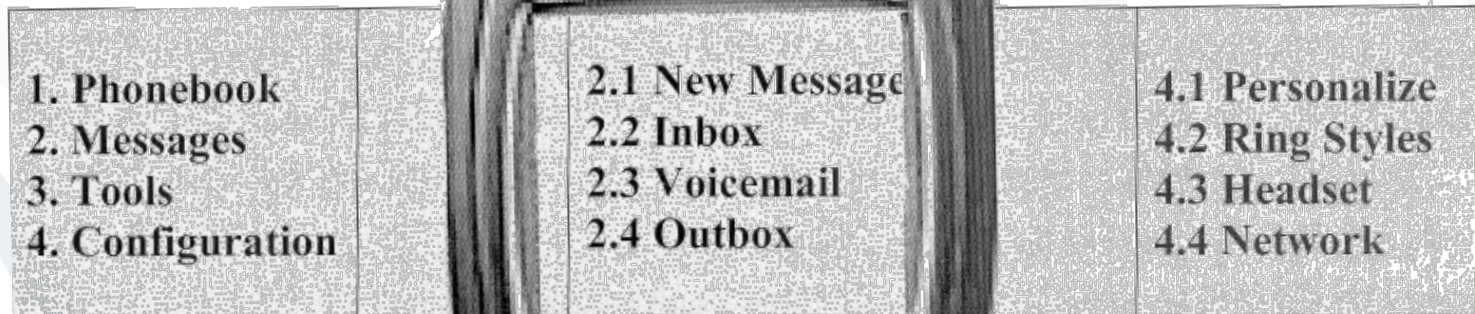 1. Phonebook
2. Messages
3. Tools
4. Configuration
2.1 New Message
2.2 Inbox
2.3 Voicemail
2.4 Outbox
4.1 Personalize
4.2 Ring Styles
4.3 Headset
4.4 Network